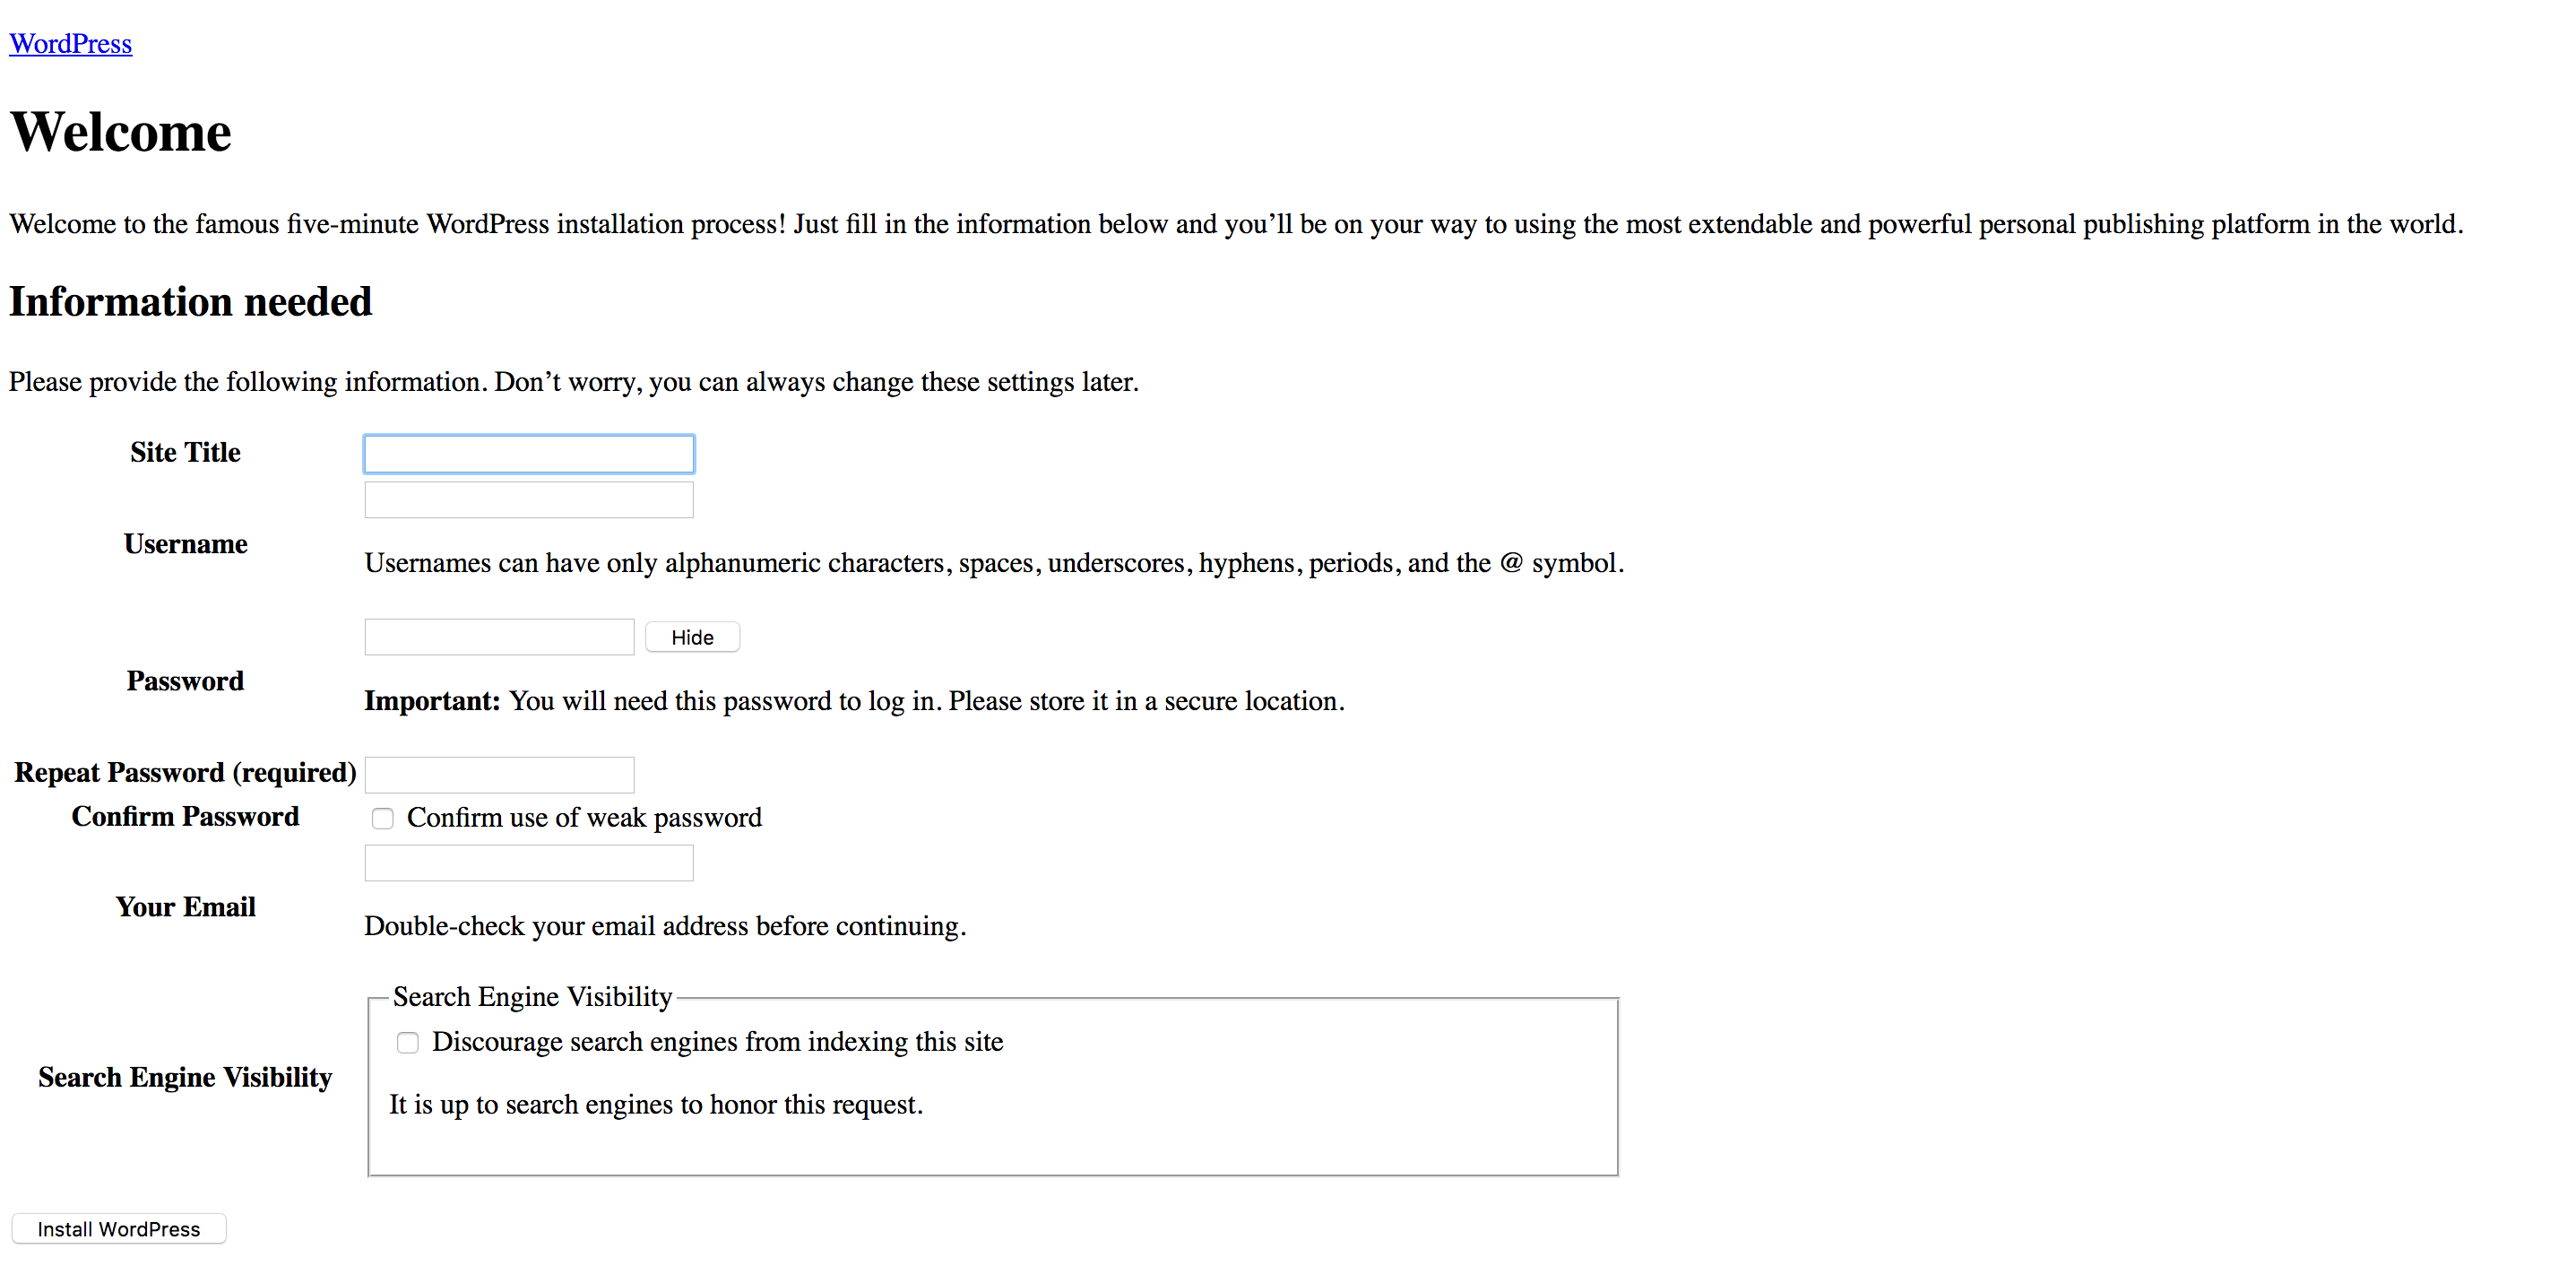 WordPress
Welcome
Welcome to the famous five-minute WordPress installation process! Just fill in the information below and you’ll be on your way to using the most extendable and powerful personal publishing platform in the world.
Information needed
Please provide the following information. Don’t worry, you can always change these settings later.
Site Title
Username
Usernames can have only alphanumeric characters, spaces, underscores, hyphens, periods, and the @ symbol.
Hide
Password
Important: You will need this password to log in. Please store it in a secure location.
Repeat Password (required)
Confirm Password Confirm use of weak password
Your Email
Double-check your email address before continuing.
Search Engine Visibility
Discourage search engines from indexing this site
Search Engine Visibility
It is up to search engines to honor this request.
Install WordPress